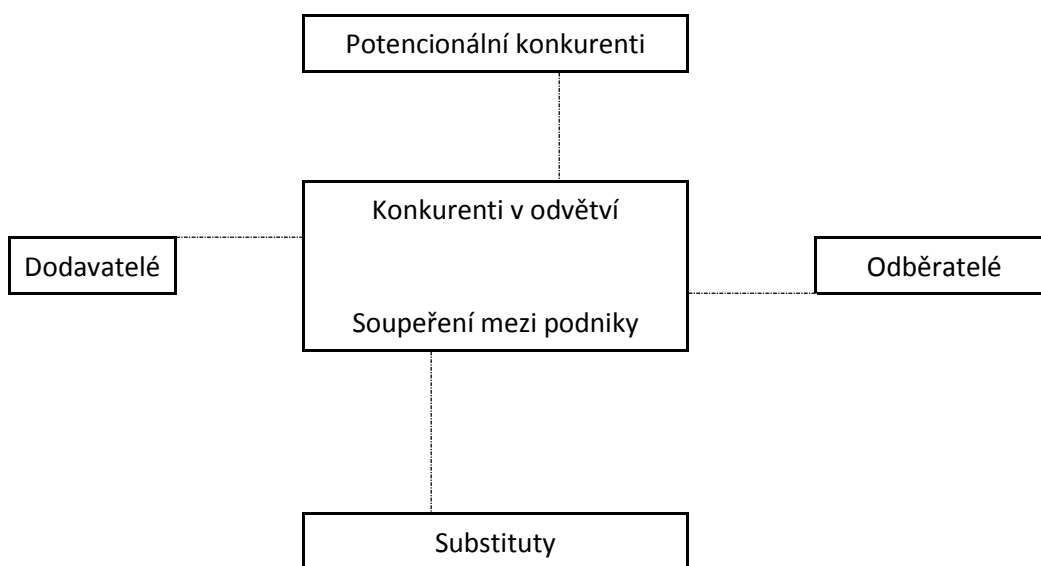 Potencionální konkurenti
Konkurenti v odvětví
Dodavatelé
Odběratelé
Soupeření mezi podniky
Substituty